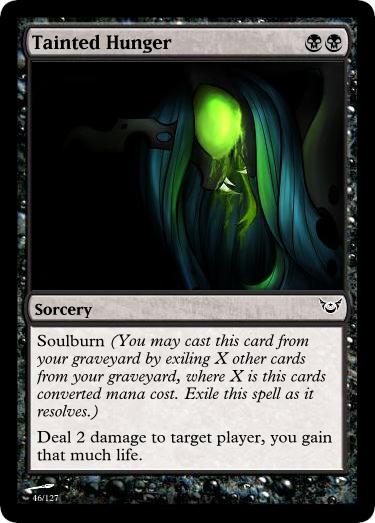 Tainted Hunger
Sorcery
Soulburn (You may cast this card from
your graveyard by exiling X other cards
from your graveyard, where X is this cards
converted mana cost. Exile this spell as it
resolves.)
Deal 2 damage to target player, you gain
that much life.
46/127